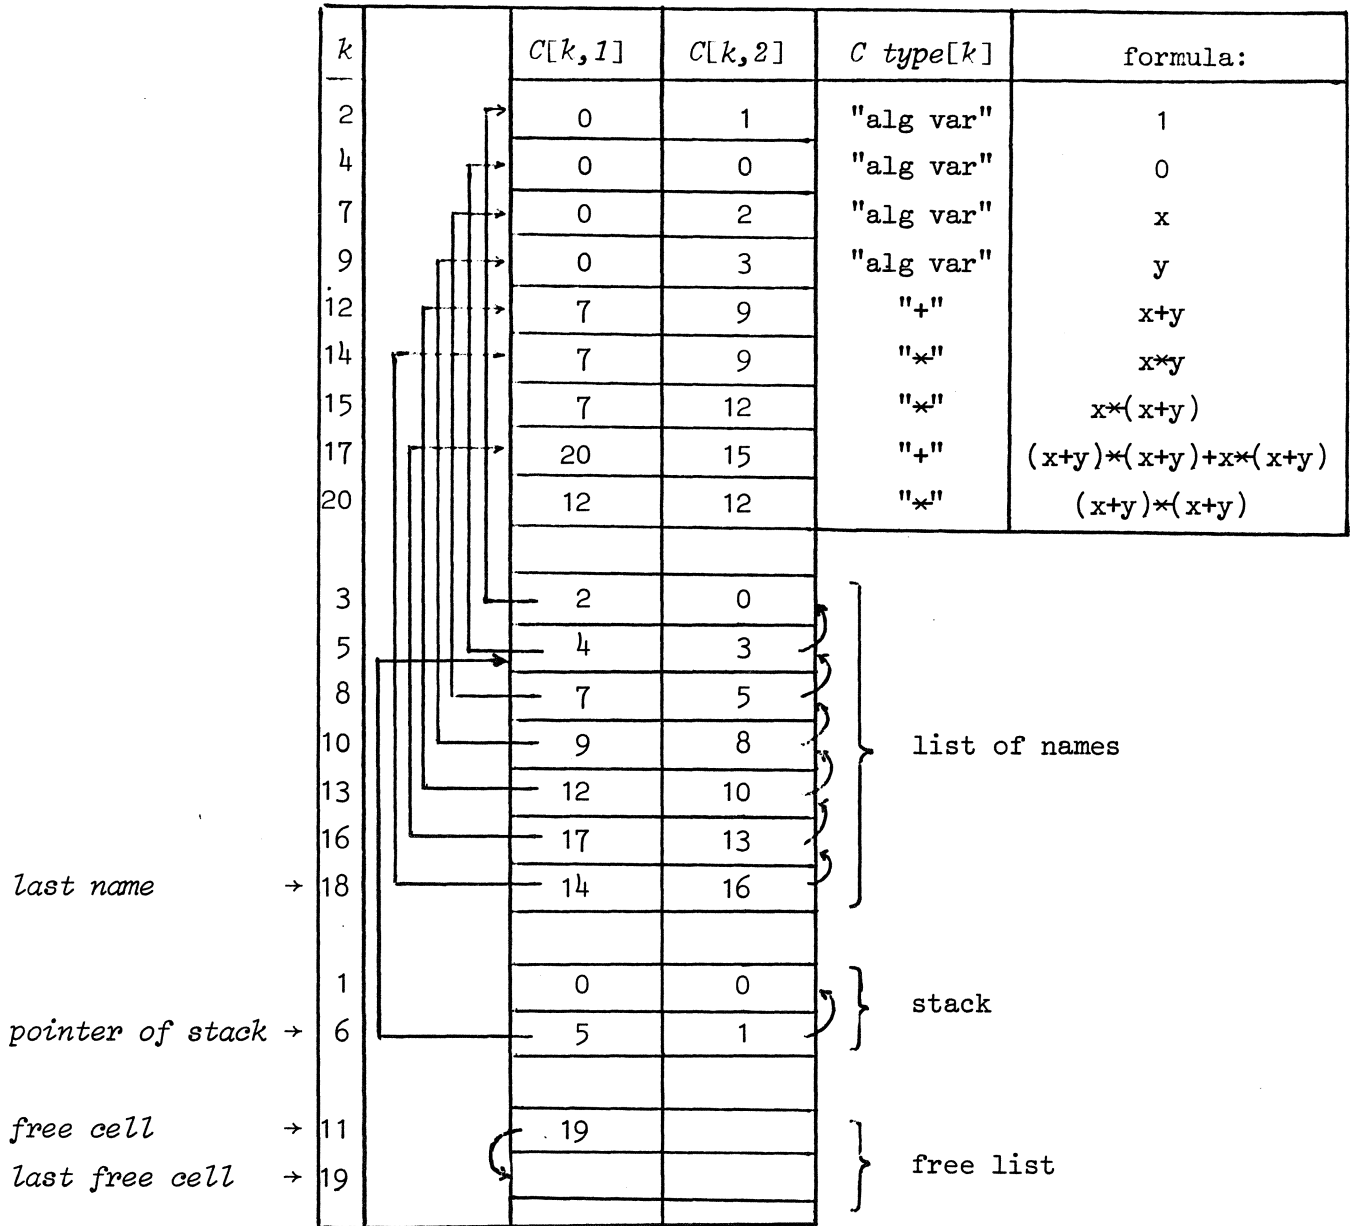 k C[k,1] C[k,2] C type[k] formula:
2 0 1 "alg var" 1
4 0 0 "alg var" 0
7 0 2 "alg var" x
9 0 3 "alg var" y
12 7 9 "+" x+y
14 7 9 "*" x*y
15 7 12 "*" x*(x+y)
17 20 15 "+" (x+y)*(x+y)+x*(x+y)
20 12 12 "*" (x+y)*(x+y)
3 2 0
5 4 3
8 7 5
10 9 8 list of names
13 12 10
16 17 13
last name → 18 14 16
1 0 0 stack
pointer of stack → 6 5 1
free cell → 11 19
last free cell → 19 free list